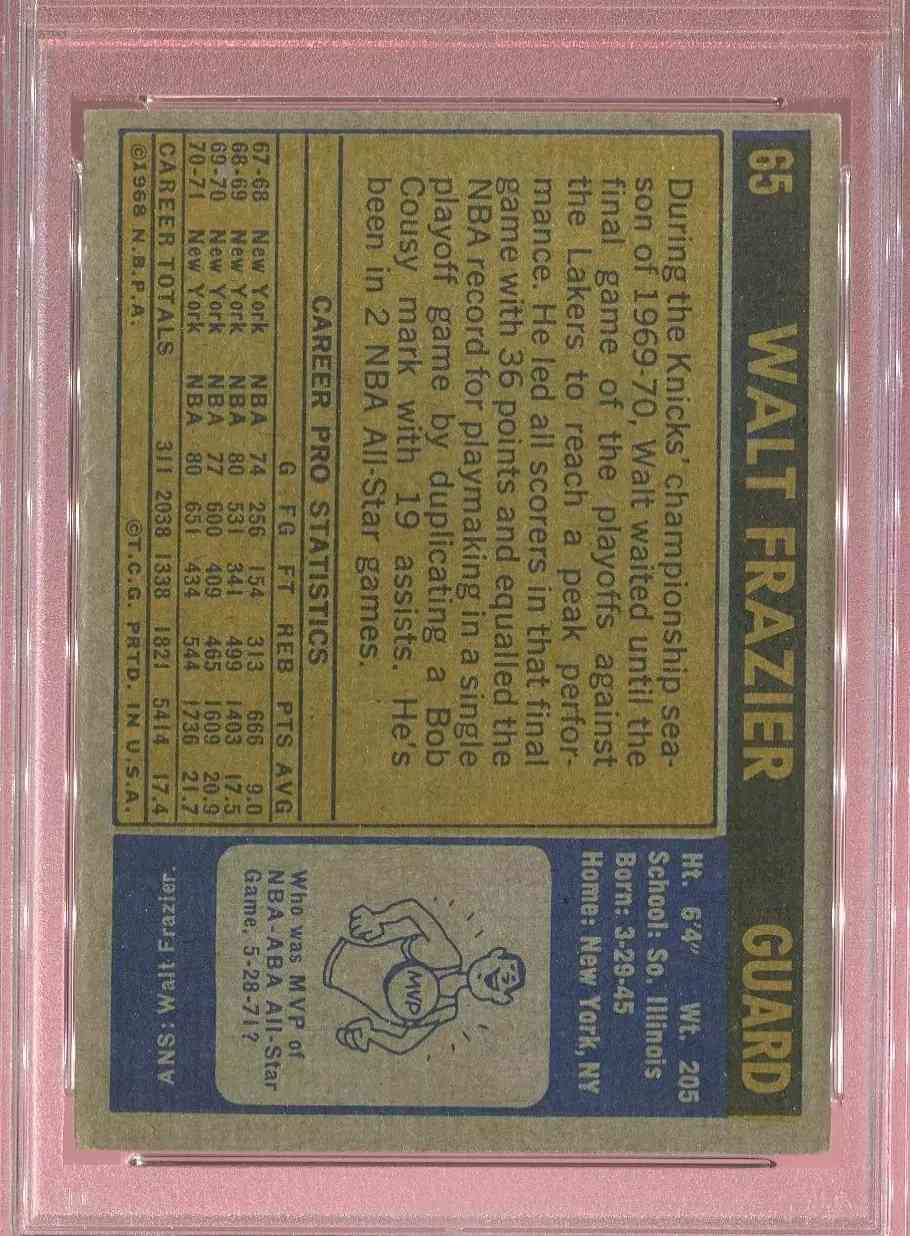 65 WALT FRAZIER GUARD
During the Knicks' championship sea-
son of 1969-70, Walt waited until the
final game of the playoffs against
the Lakers to reach a peak perfor-
mance. He led all scorers in that final
game with 36 points and equalled the
NBA record for playmaking in a single
playoff game by duplicating a Bob
Cousy mark with 19 assists. He's
been in 2 NBA All-Star games.
CAREER PRO STATISTICS
G FG FT REB PTS AVG
67-68 New York NBA 74 256 154 313 666 9.0
68-69 New York NBA 80 531 341 499 1403 17.5
69-70 New York NBA 77 600 409 465 1609 20.9
70-71 New York NBA 80 651 434 544 1736 21.7
CAREER TOTALS 311 2038 1338 1821 5414 17.4
©1968 N.B.P.A. ©T.C.G. PRTD. IN U.S.A.
Ht. 6'4" Wt. 205
School: So. Illinois
Born: 3-29-45
Home: New York, NY
MVP
Who was MVP of
NBA-ABA All-Star
Game, 5-28-71?
ANS: Walt Frazier.